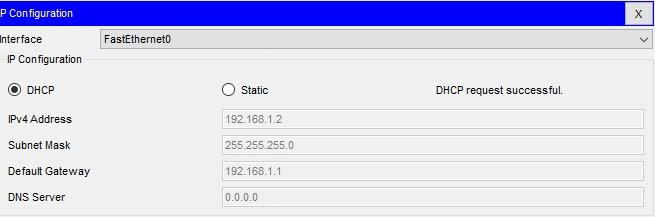 P Configuration X
Interface FastEthernet0
IP Configuration
DHCP Static DHCP request successful.
IPv4 Address 192.168.1.2
Subnet Mask 255.255.255.0
Default Gateway 192.168.1.1
DNS Server 0.0.0.0